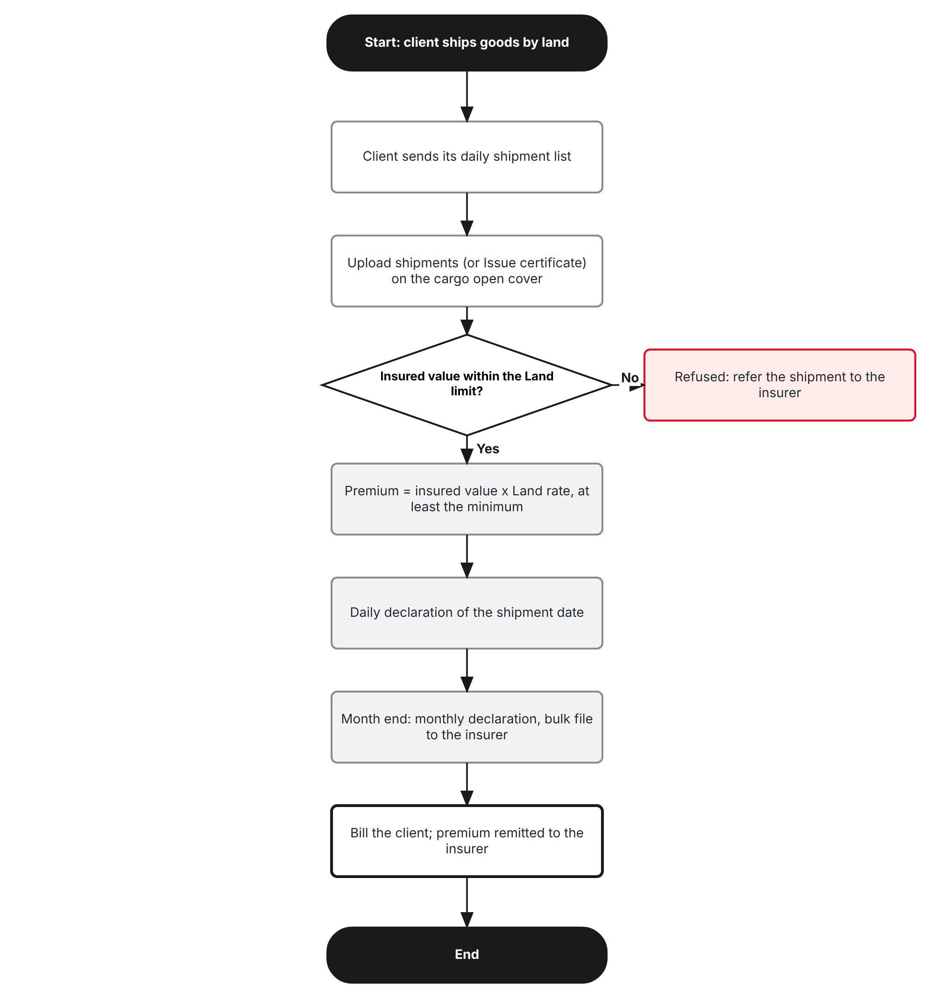 Start: client ships goods by land
Client sends its daily shipment list
Upload shipments (or Issue certificate)
on the cargo open cover
Insured value within the Land
limit?
No
Refused: refer the shipment to the
insurer
Yes
Premium = insured value x Land rate, at
least the minimum
Daily declaration of the shipment date
Month end: monthly declaration, bulk file
to the insurer
Bill the client; premium remitted to the
insurer
End